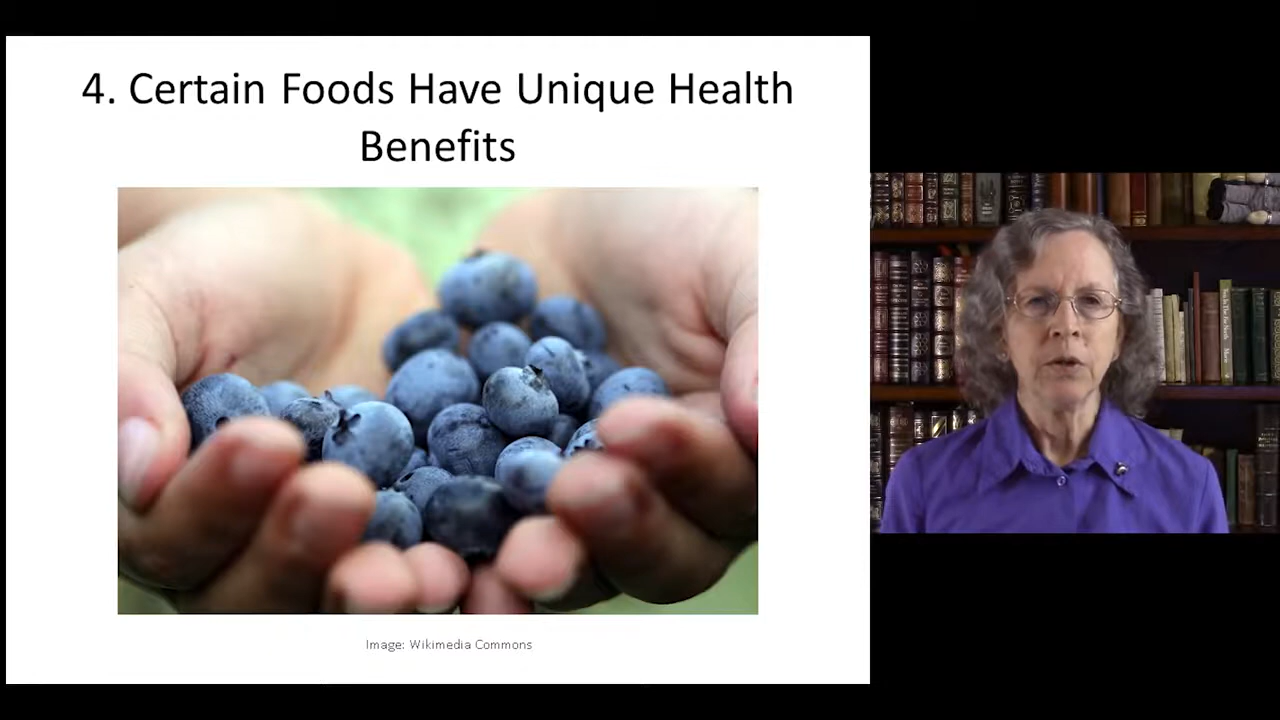 4. Certain Foods Have Unique Health
Benefits
Image: Wikimedia Commons